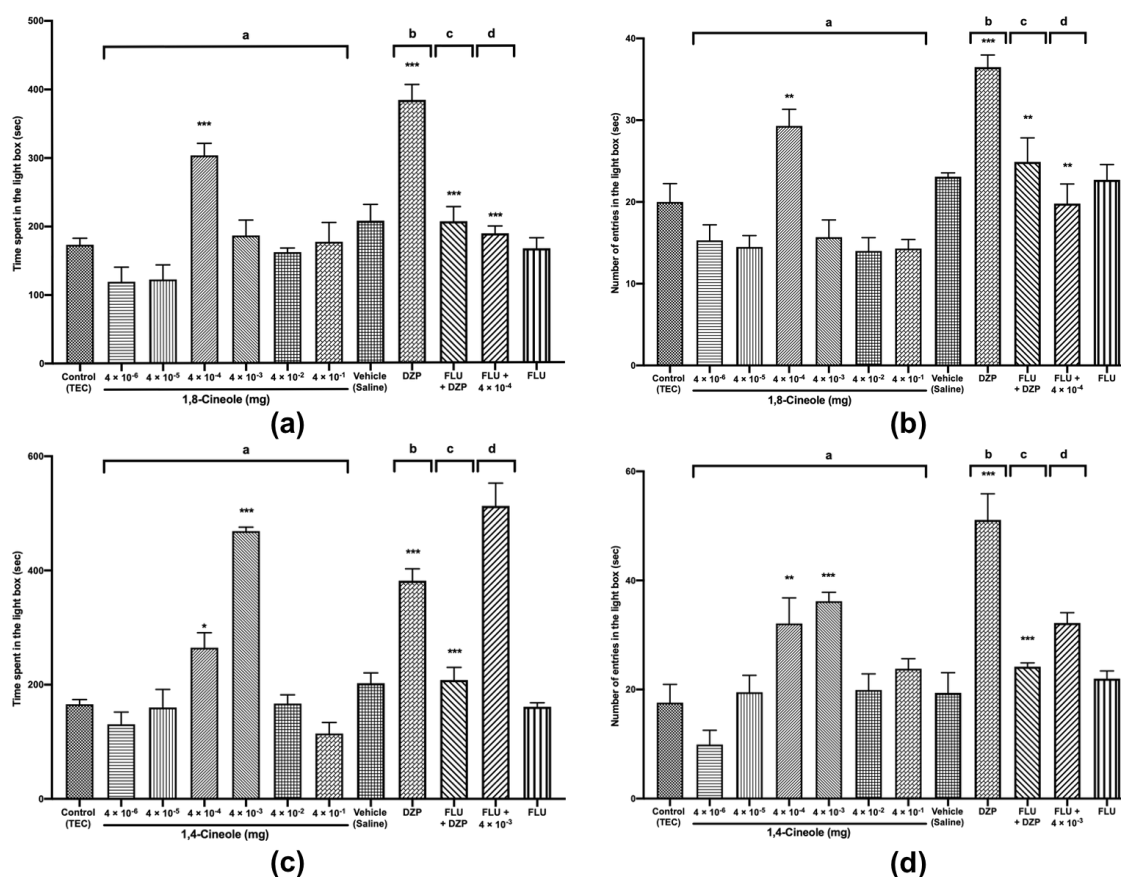 a
b
c
d
Time spent in the light box (sec)
500
400
300
200
100
0
***
***
***
***
Control
(TEC)
4 × 10⁻⁶
4 × 10⁻⁵
4 × 10⁻⁴
4 × 10⁻³
4 × 10⁻²
4 × 10⁻¹
Vehicle
(Saline)
DZP
FLU
+ DZP
FLU +
4 × 10⁻⁴
FLU
1,8-Cineole (mg)
(a)
a
b
c
d
Number of entries in the light box (sec)
40
30
20
10
0
**
***
**
**
Control
(TEC)
4 × 10⁻⁶
4 × 10⁻⁵
4 × 10⁻⁴
4 × 10⁻³
4 × 10⁻²
4 × 10⁻¹
Vehicle
(Saline)
DZP
FLU
+ DZP
FLU +
4 × 10⁻⁴
FLU
1,8-Cineole (mg)
(b)
a
b
c
d
Time spent in the light box (sec)
600
400
200
0
*
***
***
***
Control
(TEC)
4 × 10⁻⁶
4 × 10⁻⁵
4 × 10⁻⁴
4 × 10⁻³
4 × 10⁻²
4 × 10⁻¹
Vehicle
(Saline)
DZP
FLU
+ DZP
FLU +
4 × 10⁻³
FLU
1,4-Cineole (mg)
(c)
a
b
c
d
Number of entries in the light box (sec)
60
40
20
0
**
***
***
***
Control
(TEC)
4 × 10⁻⁶
4 × 10⁻⁵
4 × 10⁻⁴
4 × 10⁻³
4 × 10⁻²
4 × 10⁻¹
Vehicle
(Saline)
DZP
FLU
+ DZP
FLU +
4 × 10⁻³
FLU
1,4-Cineole (mg)
(d)